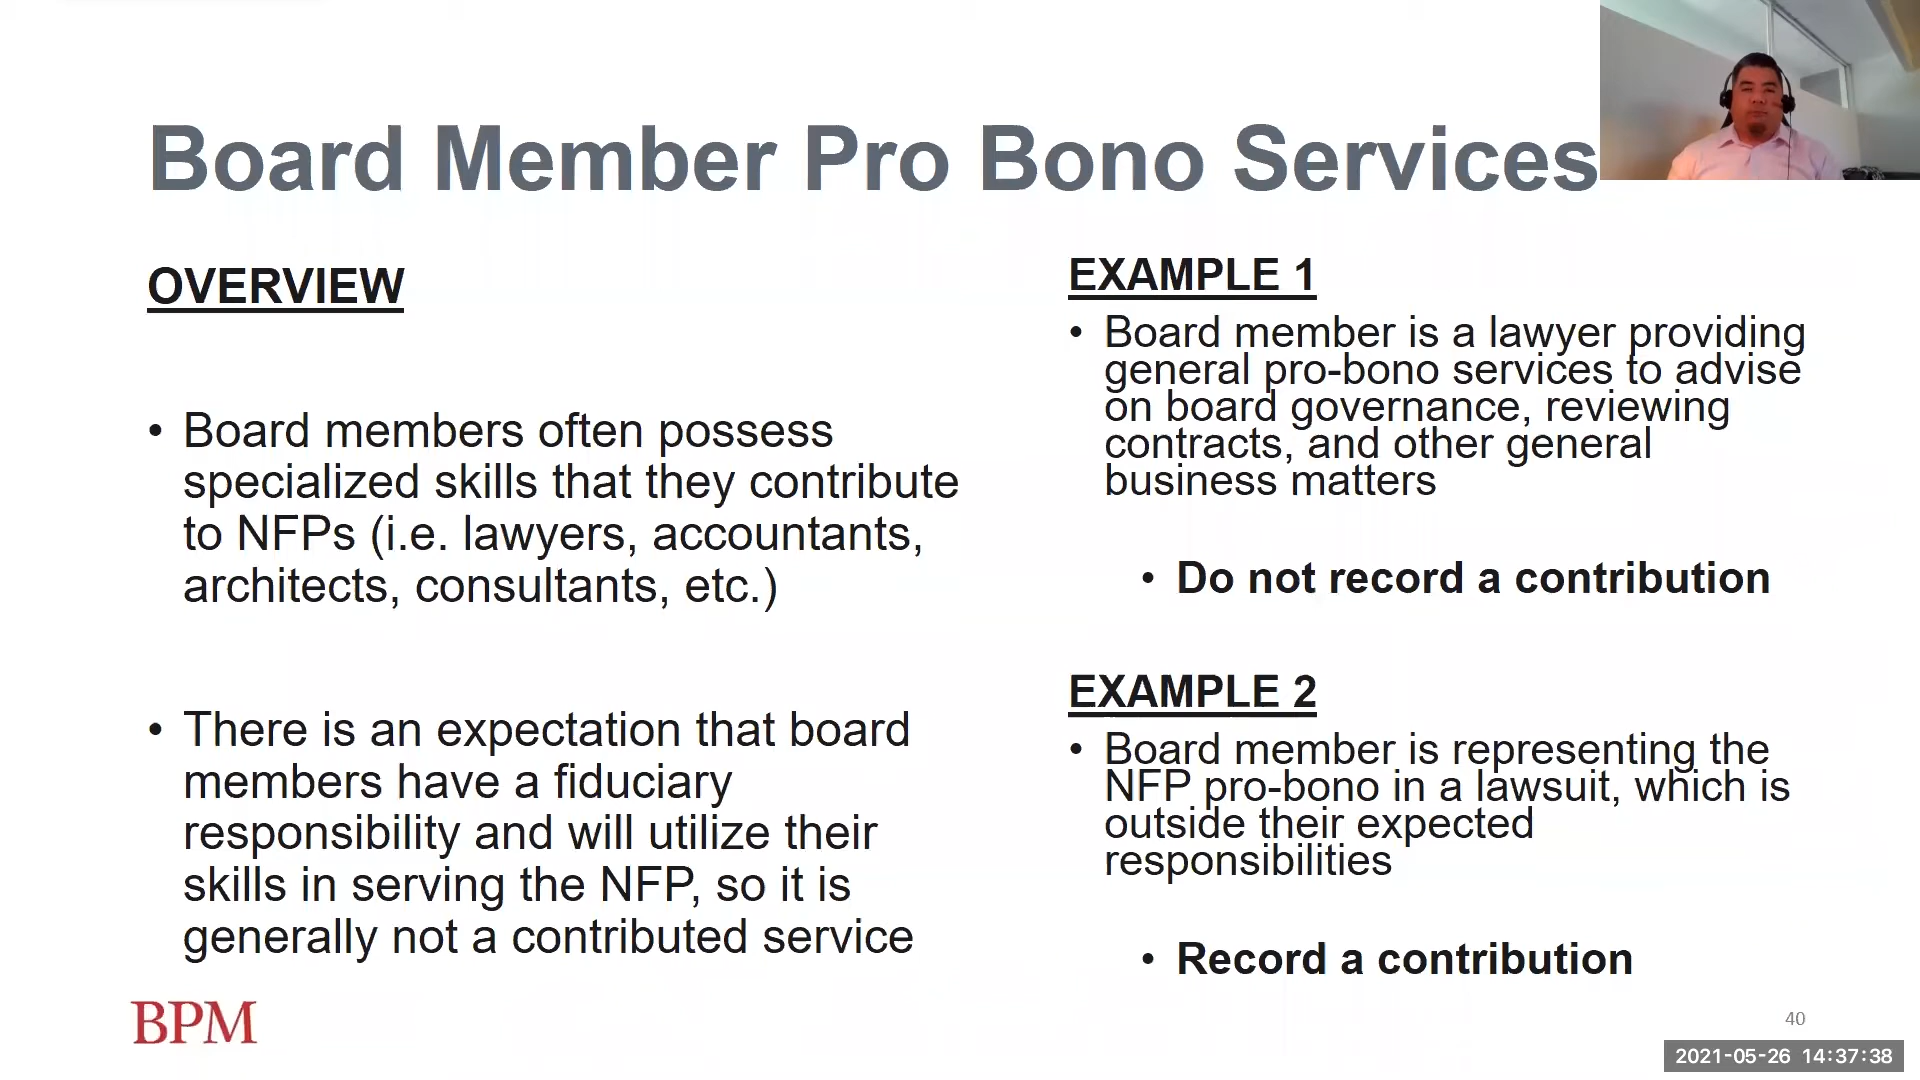 Board Member Pro Bono Services
OVERVIEW
• Board members often possess
specialized skills that they contribute
to NFPs (i.e. lawyers, accountants,
architects, consultants, etc.)
• There is an expectation that board
members have a fiduciary
responsibility and will utilize their
skills in serving the NFP, so it is
generally not a contributed service
EXAMPLE 1
• Board member is a lawyer providing
general pro-bono services to advise
on board governance, reviewing
contracts, and other general
business matters
• Do not record a contribution
EXAMPLE 2
• Board member is representing the
NFP pro-bono in a lawsuit, which is
outside their expected
responsibilities
• Record a contribution
BPM
40
2021-05-26 14:37:38